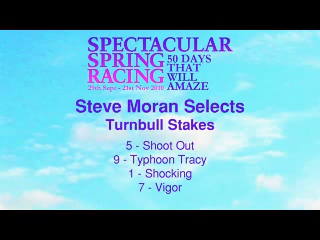 SPECTACULAR
SPRING
RACING
50 DAYS
THAT
WILL
AMAZE
25th Sept - 21st Nov 2010
Steve Moran Selects
Turnbull Stakes
5 - Shoot Out
9 - Typhoon Tracy
1 - Shocking
7 - Vigor